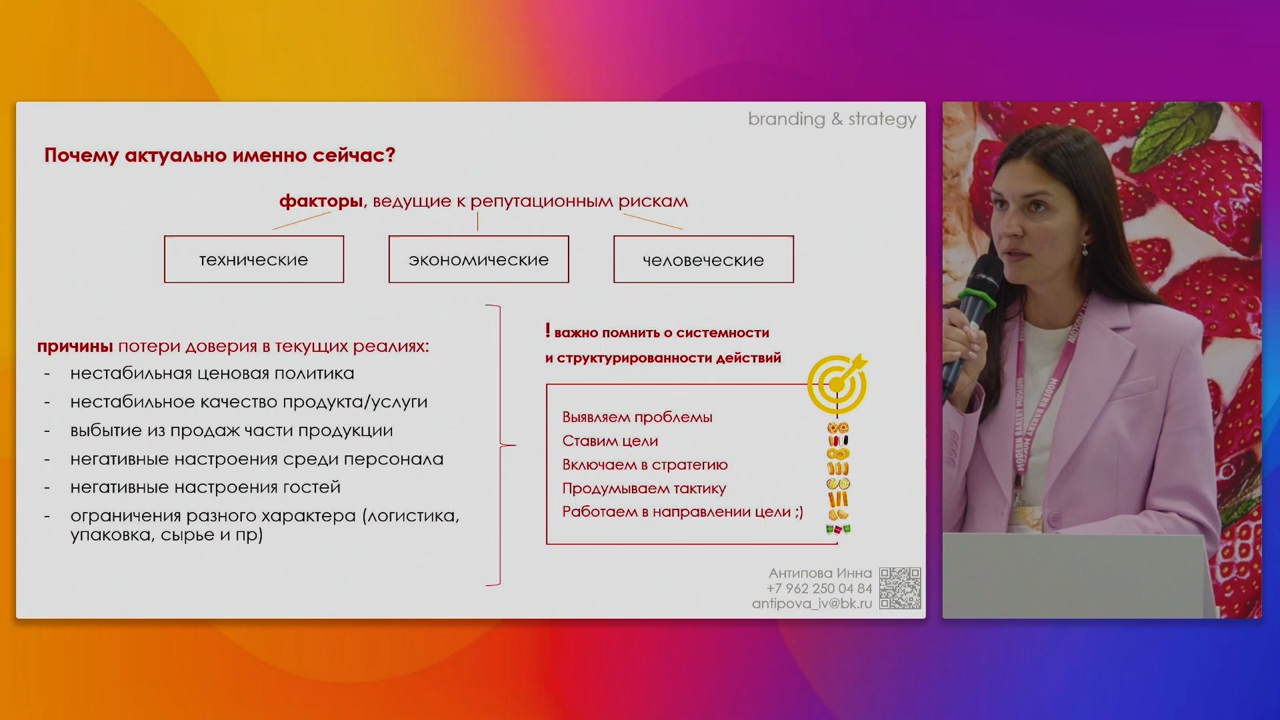 branding & strategy
Почему актуально именно сейчас?
факторы, ведущие к репутационным рискам
технические
экономические
человеческие
причины потери доверия в текущих реалиях:
- нестабильная ценовая политика
- нестабильное качество продукта/услуги
- выбытие из продаж части продукции
- негативные настроения среди персонала
- негативные настроения гостей
- ограничения разного характера (логистика,
упаковка, сырье и пр)
! важно помнить о системности
и структурированности действий
Выявляем проблемы
Ставим цели
Включаем в стратегию
Продумываем тактику
Работаем в направлении цели ;)
Антипова Инна
+7 962 250 04 84
antipova_iv@bk.ru
MODERN BAKERY MOSCOW